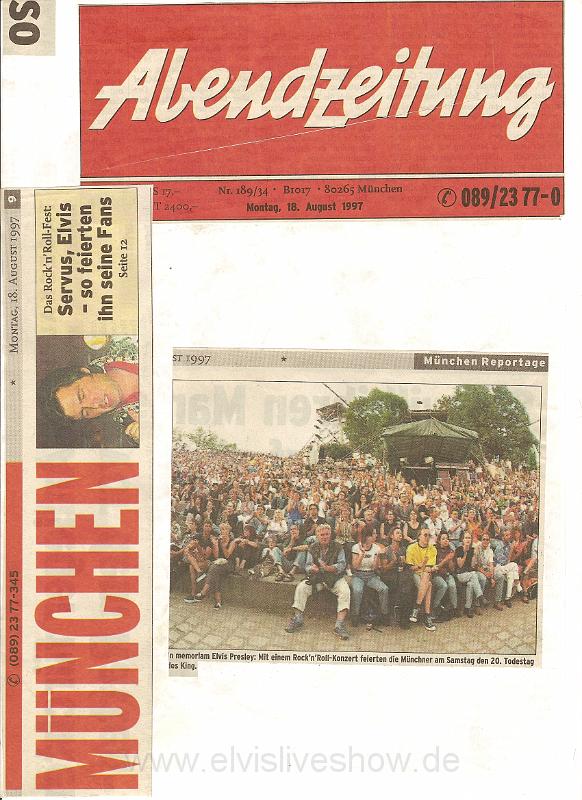 SO
Abendzeitung
S 17,–
Nr. 189/34 · B1017 · 80265 München
T 2400,–
Montag, 18. August 1997
✆ 089/23 77-0
Montag, 18. August 1997 9
★
Das Rock'n'Roll-Fest:
Servus, Elvis
– so feierten
ihn seine Fans
Seite 12
✆ (089) 23 77-345
MÜNCHEN
ST 1997
★
München Reportage
In memoriam Elvis Presley: Mit einem Rock'n'Roll-Konzert feierten die Münchner am Samstag den 20. Todestag
des King.
www.elvisliveshow.de